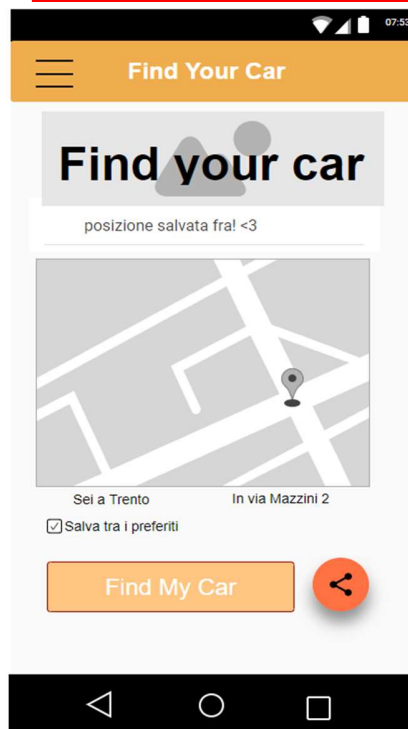 07:53
Find Your Car
Find your car
posizione salvata fra! <3
Sei a Trento
In via Mazzini 2
Salva tra i preferiti
Find My Car